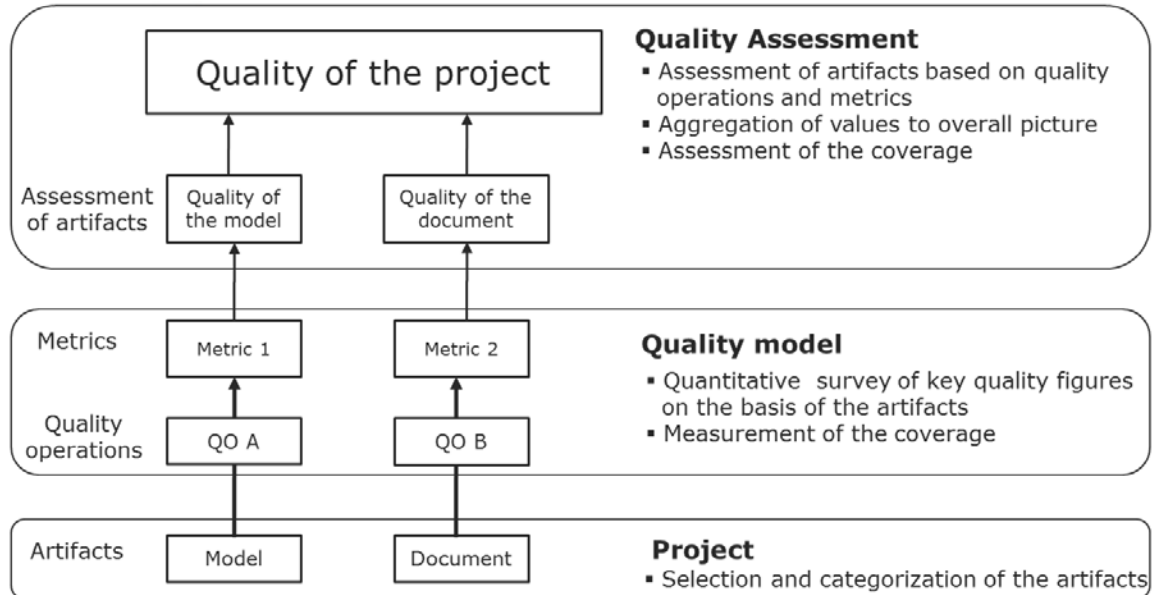 Quality of the project
Quality Assessment
▪ Assessment of artifacts based on quality
operations and metrics
▪ Aggregation of values to overall picture
▪ Assessment of the coverage
Assessment
of artifacts
Quality of
the model
Quality of the
document
Metrics
Metric 1
Metric 2
Quality model
▪ Quantitative survey of key quality figures
on the basis of the artifacts
▪ Measurement of the coverage
Quality
operations
QO A
QO B
Artifacts
Model
Document
Project
▪ Selection and categorization of the artifacts